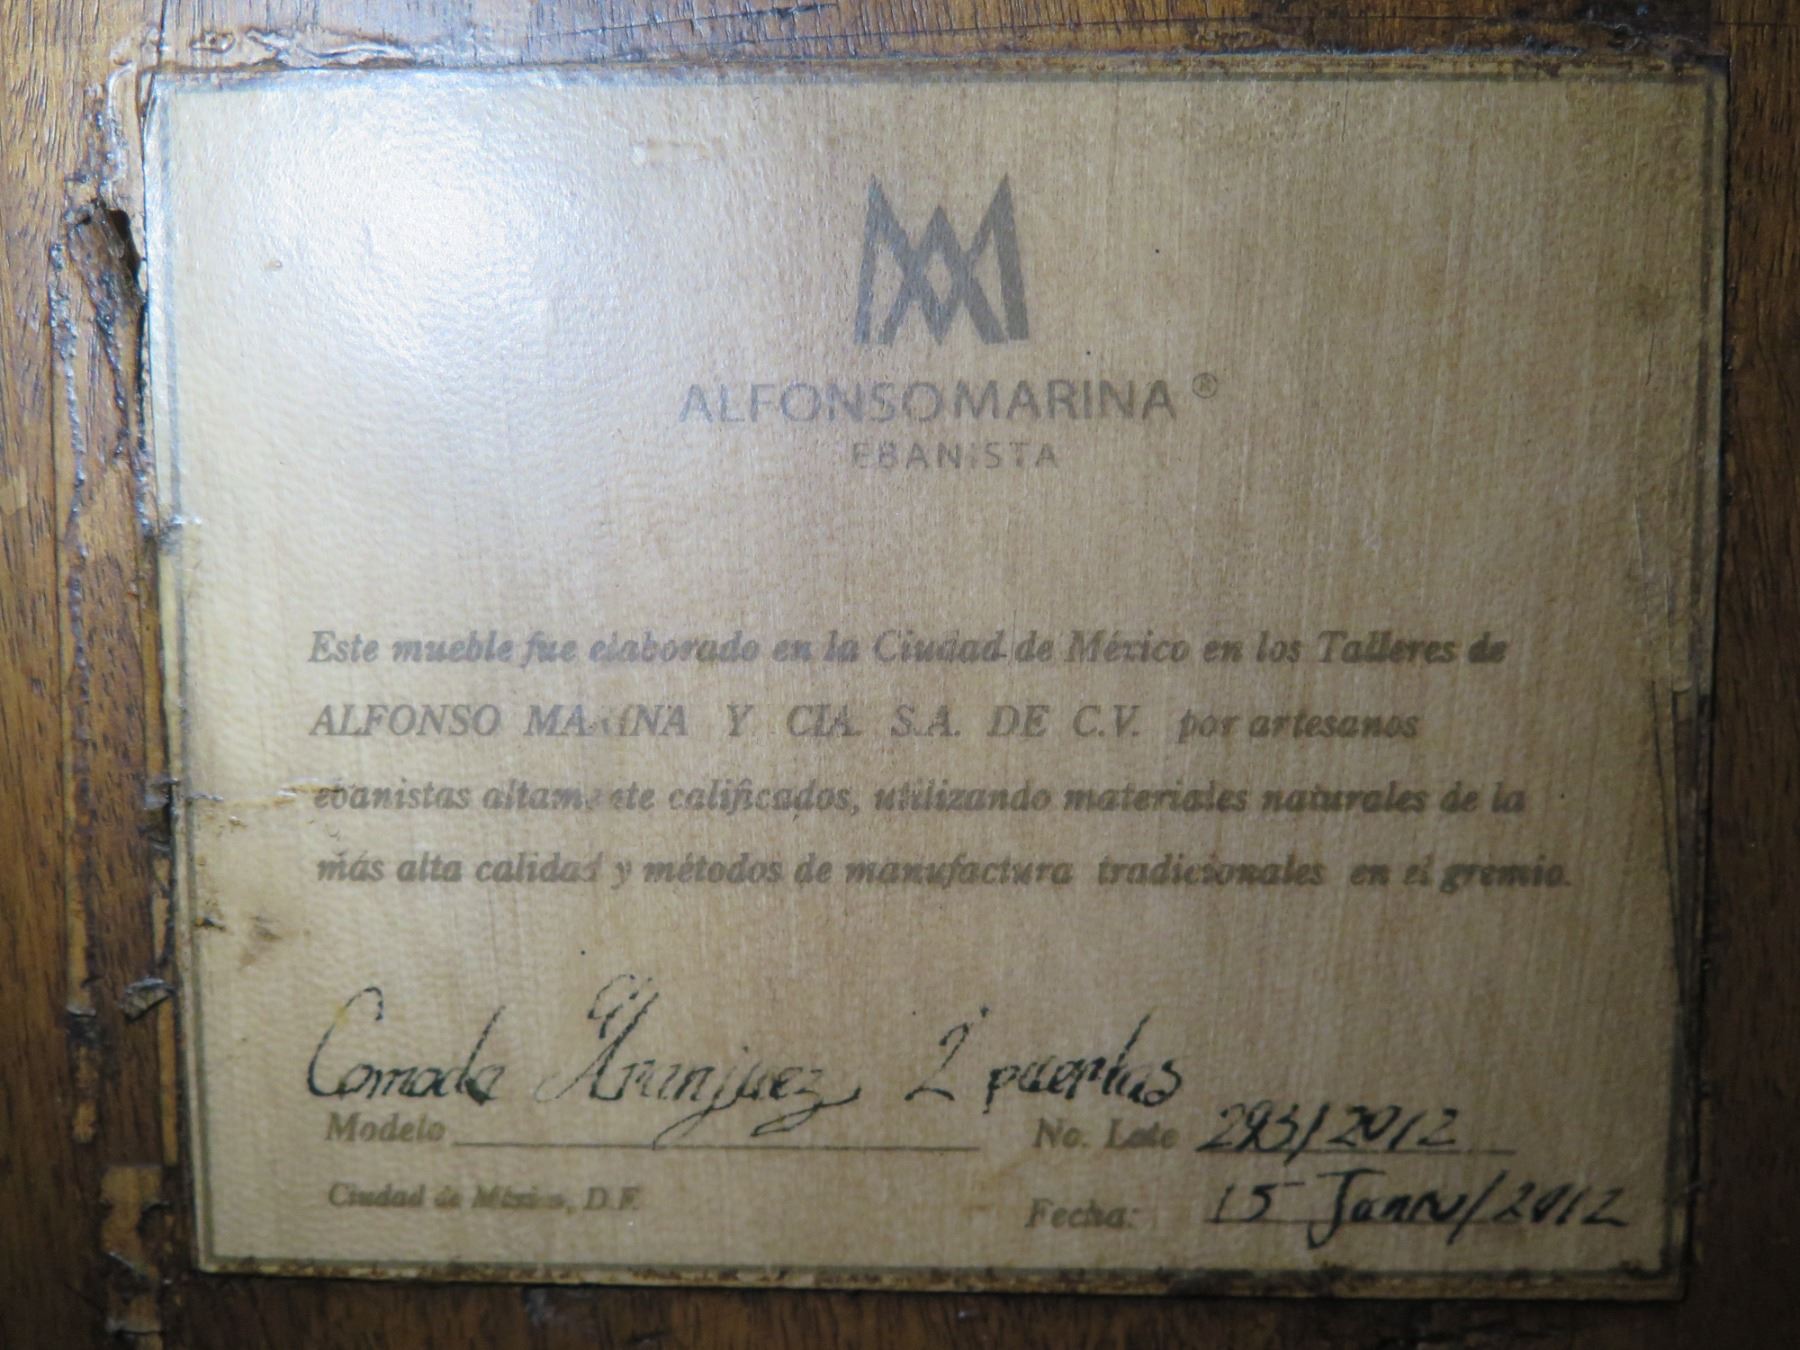 ALFONSO MARINA ®
EBANISTA
Este mueble fue elaborado en la Ciudad de México en los Talleres de
ALFONSO MARINA Y CIA. S.A. DE C.V. por artesanos
ebanistas altamente calificados, utilizando materiales naturales de la
más alta calidad y métodos de manufactura tradicionales en el gremio.
Comoda Aranjuez 2 puertas
Modelo No. Lote 293/2012
Ciudad de México, D.F.
Fecha: 15 /2012